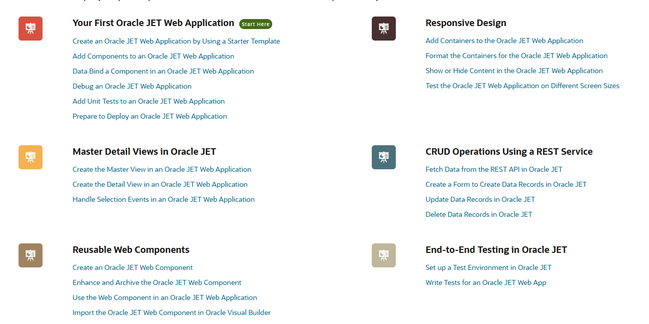 Your First Oracle JET Web Application Start Here
Create an Oracle JET Web Application by Using a Starter Template
Add Components to an Oracle JET Web Application
Data Bind a Component in an Oracle JET Web Application
Debug an Oracle JET Web Application
Add Unit Tests to an Oracle JET Web Application
Prepare to Deploy an Oracle JET Web Application
Responsive Design
Add Containers to the Oracle JET Web Application
Format the Containers for the Oracle JET Web Application
Show or Hide Content in the Oracle JET Web Application
Test the Oracle JET Web Application on Different Screen Sizes
Master Detail Views in Oracle JET
Create the Master View in an Oracle JET Web Application
Create the Detail View in an Oracle JET Web Application
Handle Selection Events in an Oracle JET Web Application
CRUD Operations Using a REST Service
Fetch Data from the REST API in Oracle JET
Create a Form to Create Data Records in Oracle JET
Update Data Records in Oracle JET
Delete Data Records in Oracle JET
Reusable Web Components
Create an Oracle JET Web Component
Enhance and Archive the Oracle JET Web Component
Use the Web Component in an Oracle JET Web Application
Import the Oracle JET Web Component in Oracle Visual Builder
End-to-End Testing in Oracle JET
Set up a Test Environment in Oracle JET
Write Tests for an Oracle JET Web App